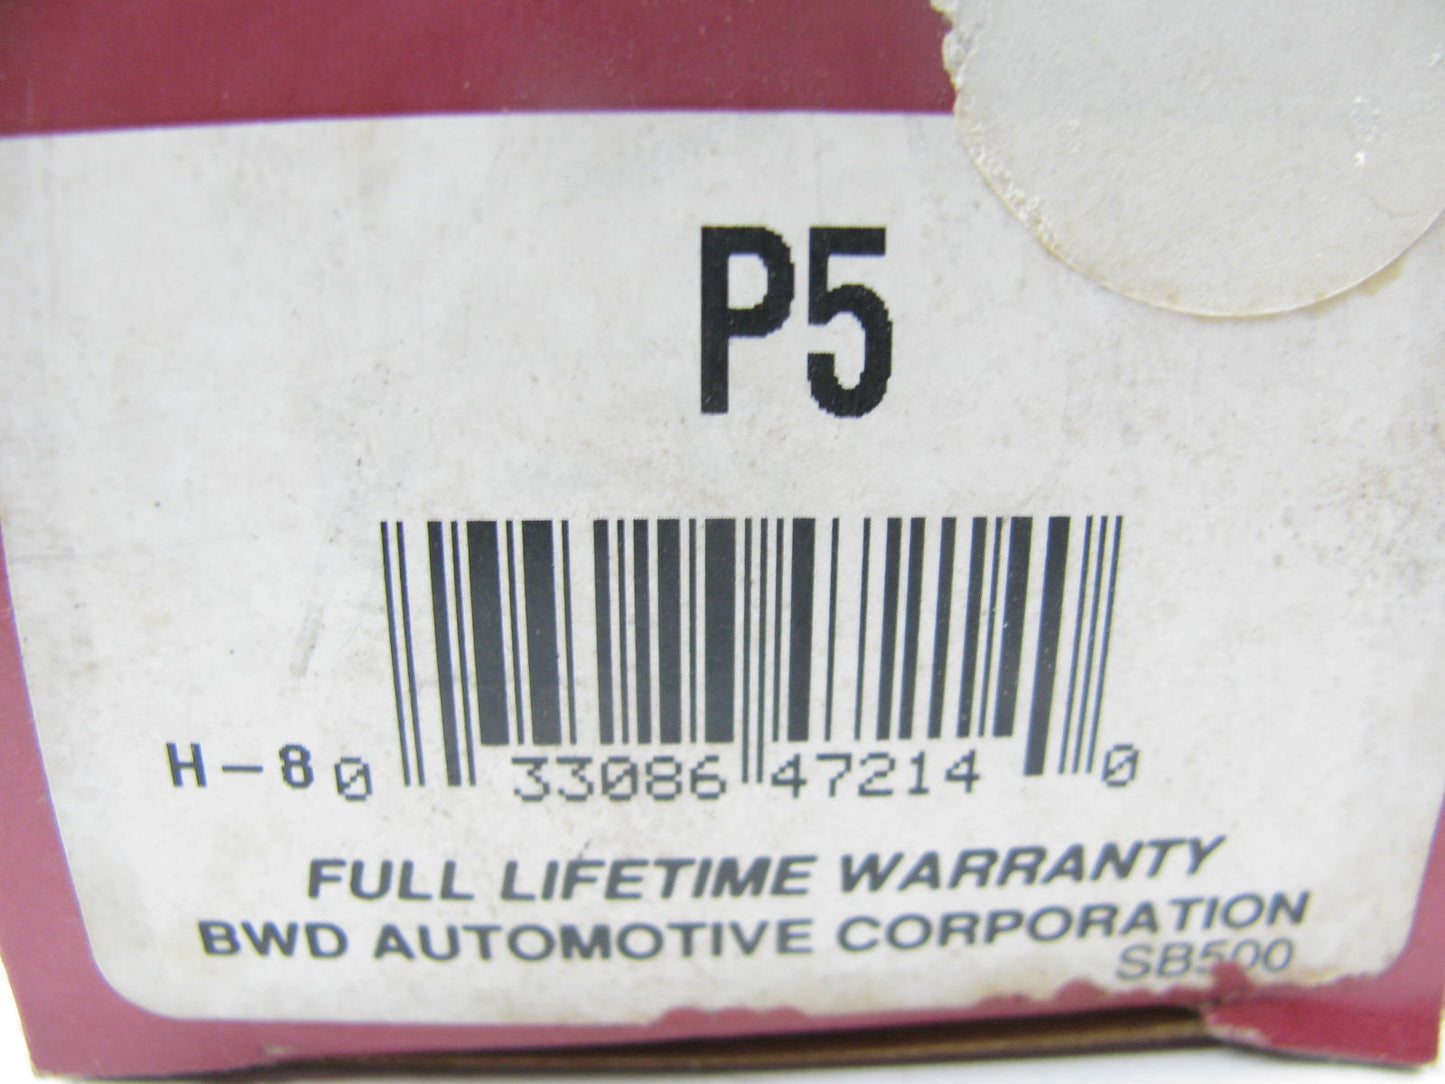 P5
H-8 0 33086 47214 0
FULL LIFETIME WARRANTY
BWD AUTOMOTIVE CORPORATION
SB500